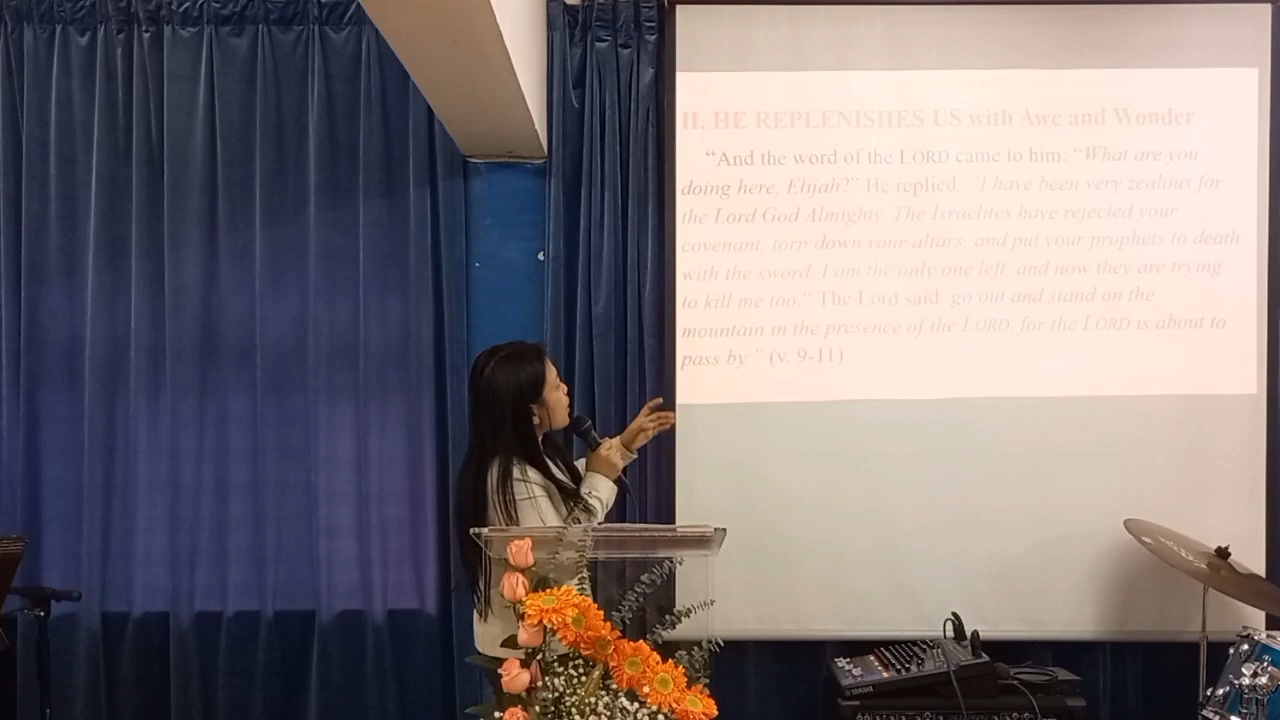 II. HE REPLENISHES US with Awe and Wonder
“And the word of the LORD came to him: “What are you
doing here, Elijah?” He replied, “I have been very zealous for
the Lord God Almighty. The Israelites have rejected your
covenant, torn down your altars, and put your prophets to death
with the sword. I am the only one left, and now they are trying
to kill me too.” The Lord said, go out and stand on the
mountain in the presence of the LORD, for the LORD is about to
pass by.” (v. 9-11)
YAMAHA